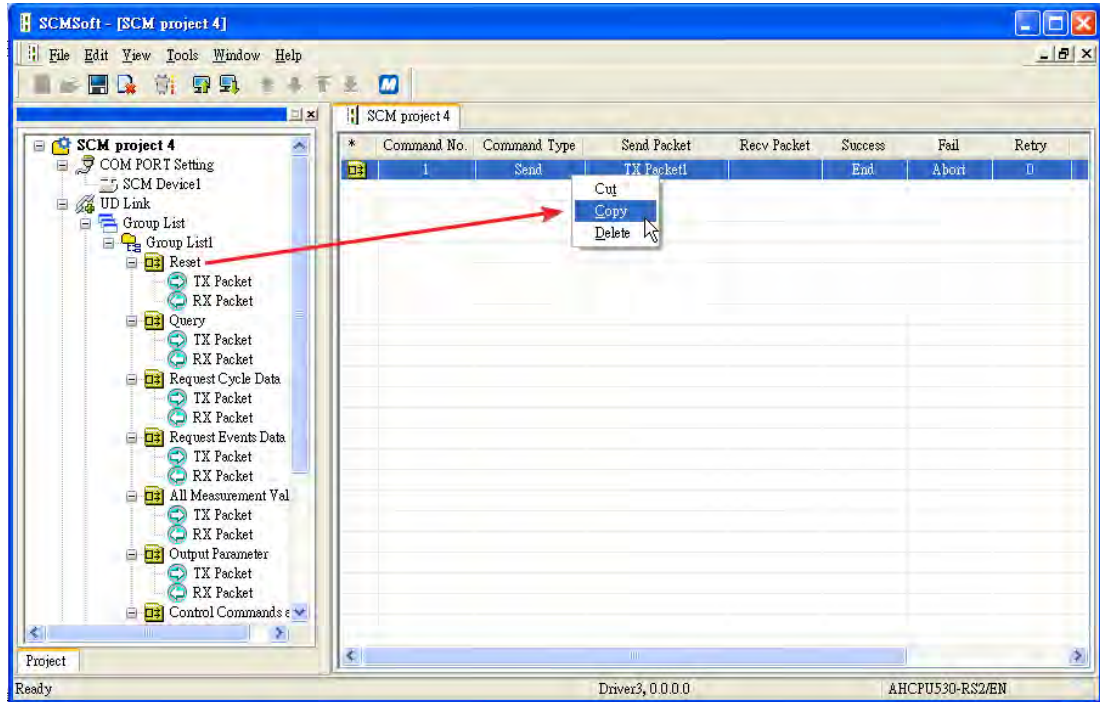 SCMSoft - [SCM project 4]
File Edit View Tools Window Help
SCM project 4
* Command No. Command Type Send Packet Recv Packet Success Fail Retry
1 Send TX Packet1 End Abort 0
Cut
Copy
Delete
SCM project 4
COM PORT Setting
SCM Device1
UD Link
Group List
Group List1
Reset
TX Packet
RX Packet
Query
TX Packet
RX Packet
Request Cycle Data
TX Packet
RX Packet
Request Events Data
TX Packet
RX Packet
All Measurement Val
TX Packet
RX Packet
Output Parameter
TX Packet
RX Packet
Control Commands
Project
Ready Driver3, 0.0.0.0 AHCPU530-RS2/EN